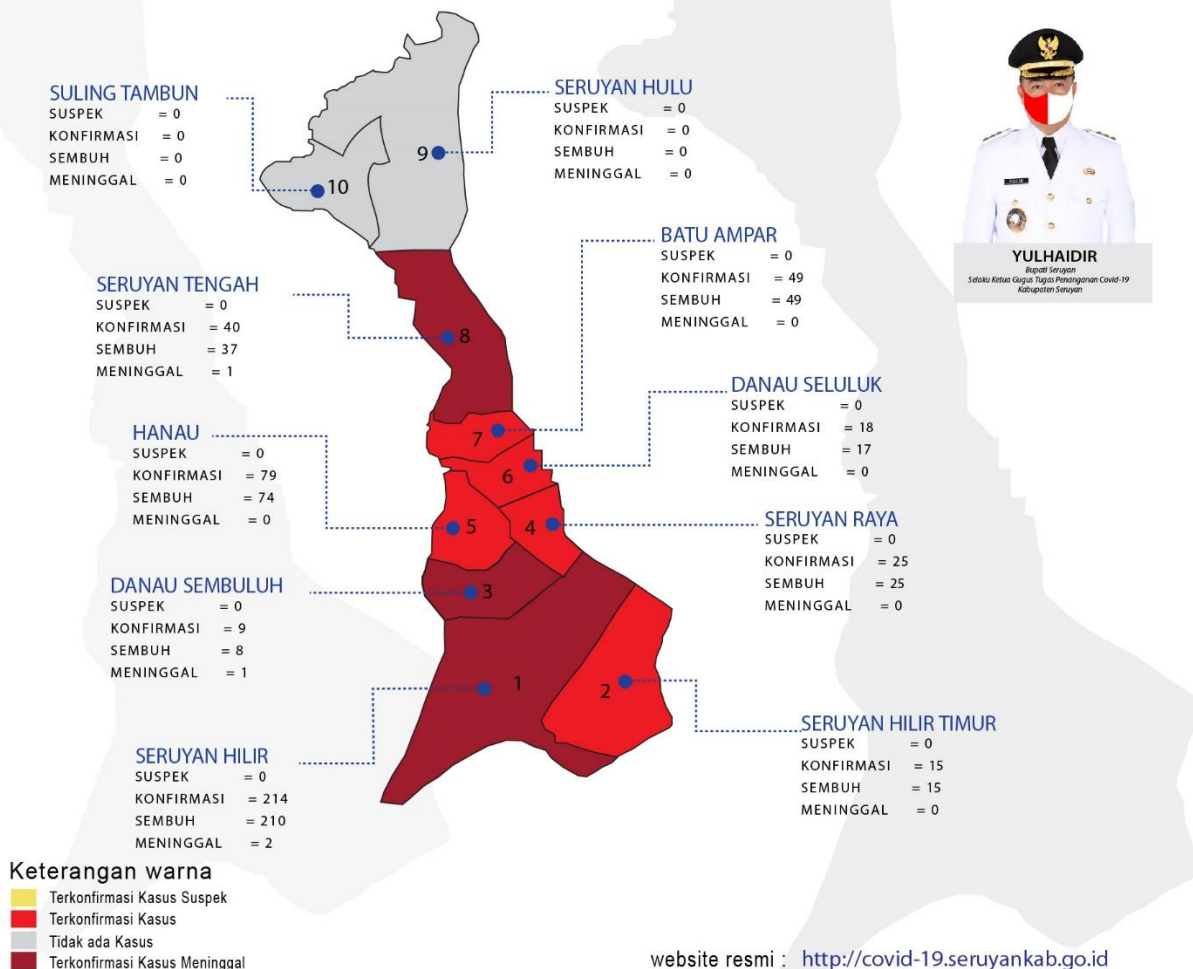 SULING TAMBUN
SUSPEK = 0
KONFIRMASI = 0
SEMBUH = 0
MENINGGAL = 0
SERUYAN HULU
SUSPEK = 0
KONFIRMASI = 0
SEMBUH = 0
MENINGGAL = 0
9
10
YULHAIDIR
Bupati Seruyan
Selaku Ketua Gugus Tugas Penanganan Covid-19
Kabupaten Seruyan
BATU AMPAR
SUSPEK = 0
KONFIRMASI = 49
SEMBUH = 49
MENINGGAL = 0
SERUYAN TENGAH
SUSPEK = 0
KONFIRMASI = 40
SEMBUH = 37
MENINGGAL = 1
8
DANAU SELULUK
SUSPEK = 0
KONFIRMASI = 18
SEMBUH = 17
MENINGGAL = 0
HANAU
SUSPEK = 0
KONFIRMASI = 79
SEMBUH = 74
MENINGGAL = 0
7
6
5
4
SERUYAN RAYA
SUSPEK = 0
KONFIRMASI = 25
SEMBUH = 25
MENINGGAL = 0
DANAU SEMBULUH
SUSPEK = 0
KONFIRMASI = 9
SEMBUH = 8
MENINGGAL = 1
3
1
2
SERUYAN HILIR TIMUR
SUSPEK = 0
KONFIRMASI = 15
SEMBUH = 15
MENINGGAL = 0
SERUYAN HILIR
SUSPEK = 0
KONFIRMASI = 214
SEMBUH = 210
MENINGGAL = 2
Keterangan warna
Terkonfirmasi Kasus Suspek
Terkonfirmasi Kasus
Tidak ada Kasus
Terkonfirmasi Kasus Meninggal
website resmi : http://covid-19.seruyankab.go.id